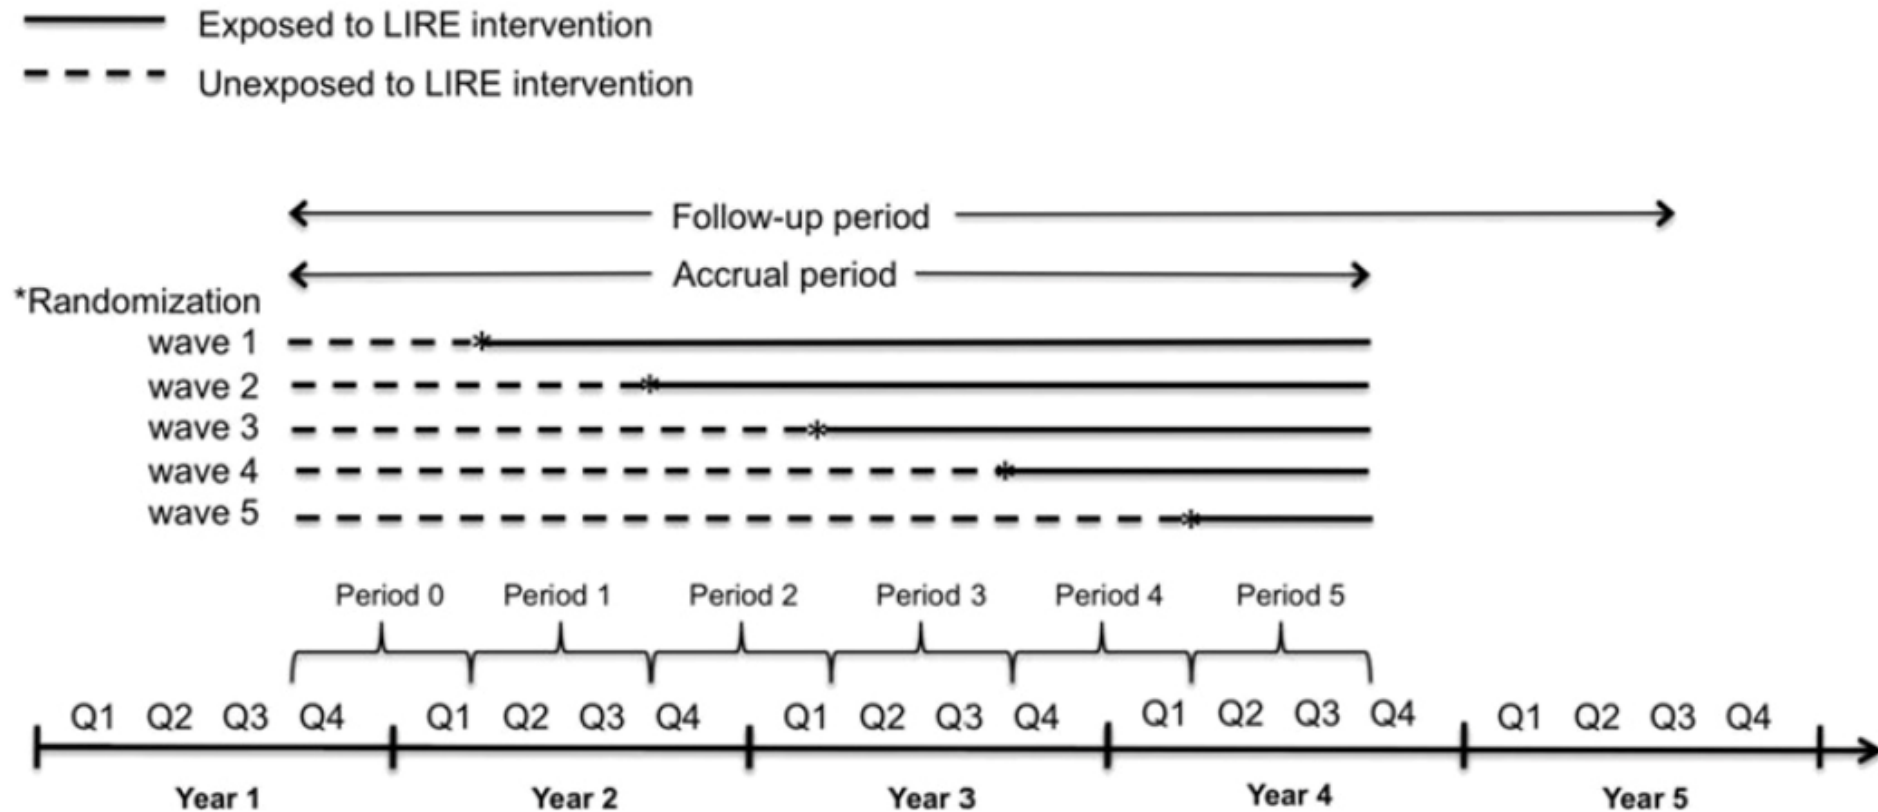 Exposed to LIRE intervention
Unexposed to LIRE intervention
Follow-up period
Accrual period
*Randomization
wave 1
wave 2
wave 3
wave 4
wave 5
Period 0 Period 1 Period 2 Period 3 Period 4 Period 5
Q1 Q2 Q3 Q4 Q1 Q2 Q3 Q4 Q1 Q2 Q3 Q4 Q1 Q2 Q3 Q4 Q1 Q2 Q3 Q4
Year 1 Year 2 Year 3 Year 4 Year 5